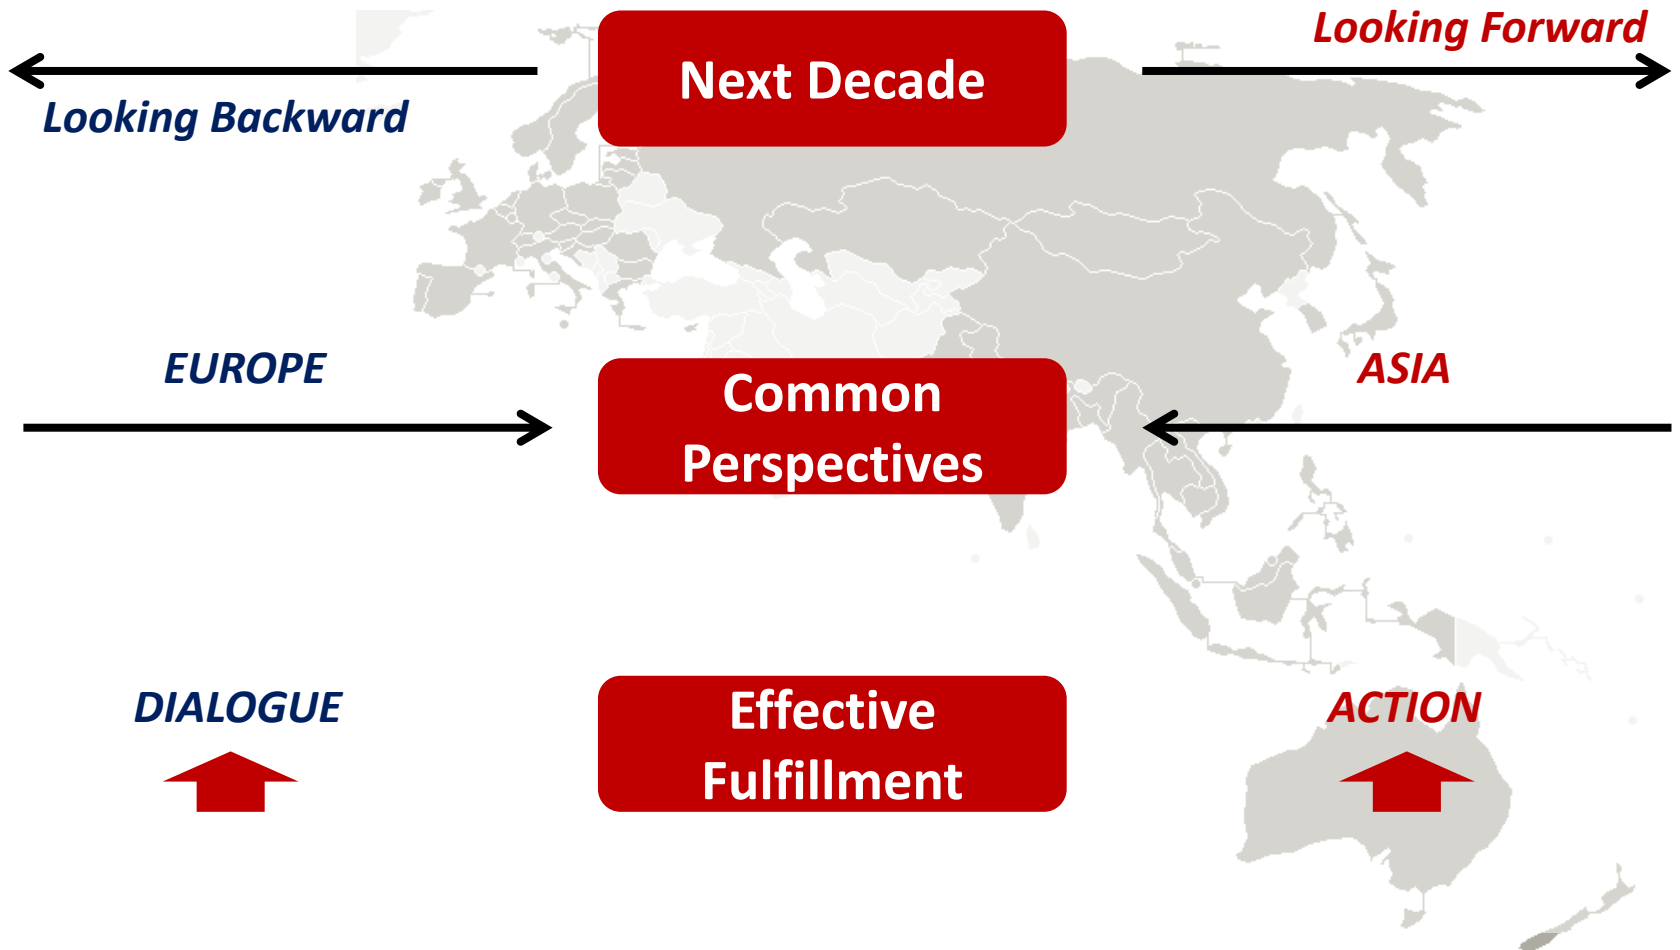 Looking Forward
Next Decade
Looking Backward
EUROPE
ASIA
Common
Perspectives
DIALOGUE
Effective
Fulfillment
ACTION